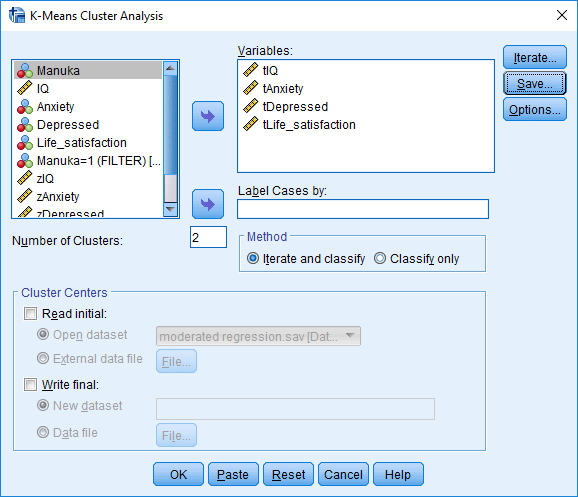 K-Means Cluster Analysis
Manuka
IQ
Anxiety
Depressed
Life_satisfaction
Manuka=1 (FILTER) [...
zIQ
zAnxiety
zDepressed
Variables:
tIQ
tAnxiety
tDepressed
tLife_satisfaction
Iterate...
Save...
Options...
Label Cases by:
Number of Clusters:
2
Method
Iterate and classify
Classify only
Cluster Centers
Read initial:
Open dataset
moderated regression.sav [Dat...
External data file
File...
Write final:
New dataset
Data file
File...
OK
Paste
Reset
Cancel
Help